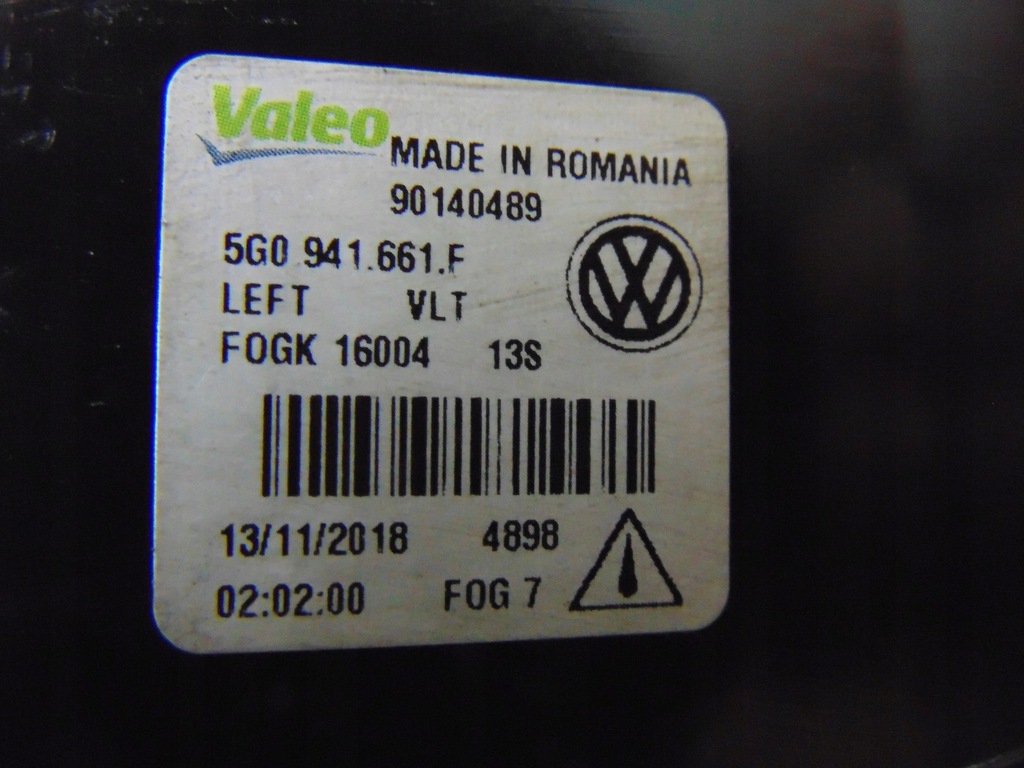 Valeo
MADE IN ROMANIA
90140489
5G0 941.661.F
LEFT VLT
FOGK 16004 13S
13/11/2018 4898
02:02:00 FOG 7